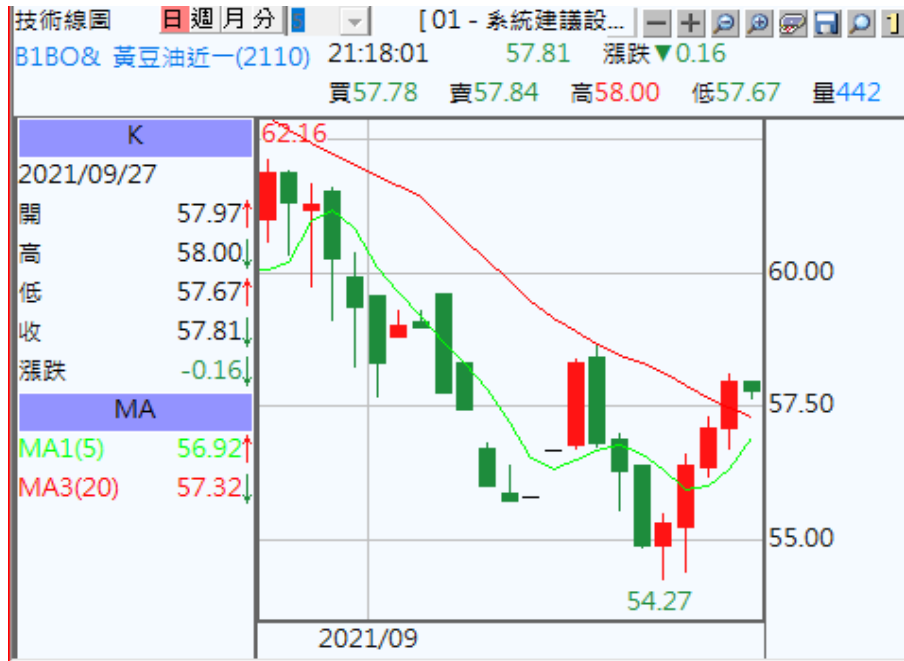 技術線圖 日 週 月 分 5 [ 01 - 系統建議設...
B1BO& 黃豆油近一(2110) 21:18:01 57.81 漲跌▼0.16
買57.78 賣57.84 高58.00 低57.67 量442
K
2021/09/27
開 57.97↑
高 58.00↓
低 57.67↑
收 57.81↓
漲跌 -0.16↓
MA
MA1(5) 56.92↑
MA3(20) 57.32↓
62.16
60.00
57.50
55.00
54.27
2021/09